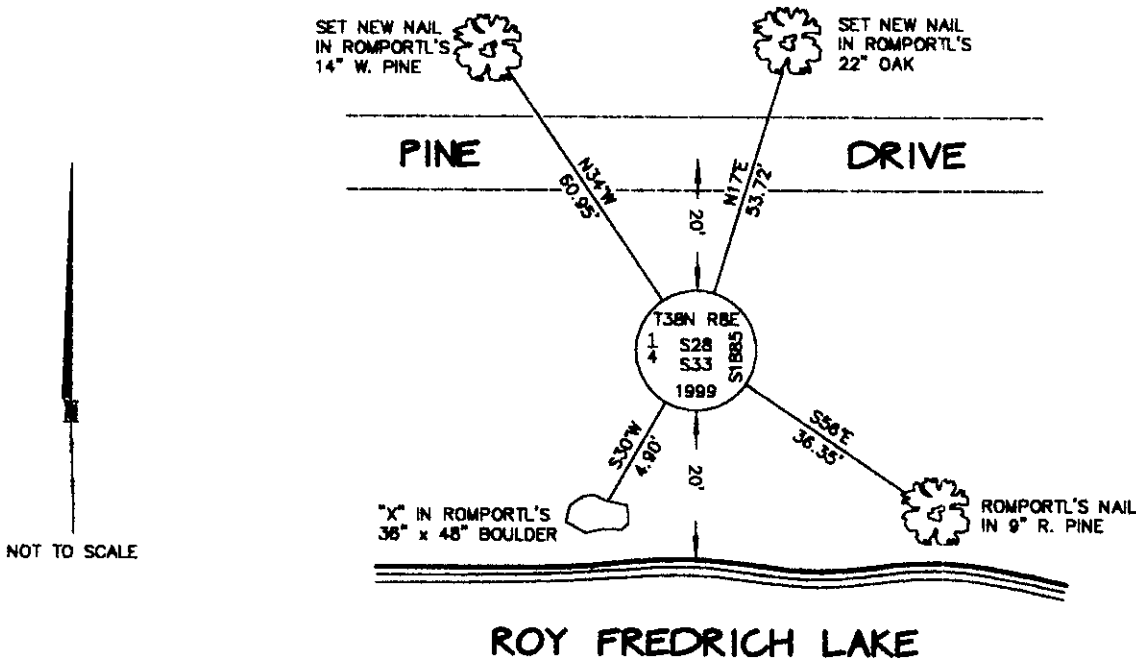 SET NEW NAIL
IN ROMPORTL'S
14" W. PINE
SET NEW NAIL
IN ROMPORTL'S
22" OAK
PINE DRIVE
N34°W
60.95'
N17°E
53.72'
20'
T38N R8E
1
4
S28
S33
S1885
1999
S30°W
4.90'
S56°E
36.35'
20'
"X" IN ROMPORTL'S
36" x 48" BOULDER
ROMPORTL'S NAIL
IN 9" R. PINE
N
NOT TO SCALE
ROY FREDRICH LAKE